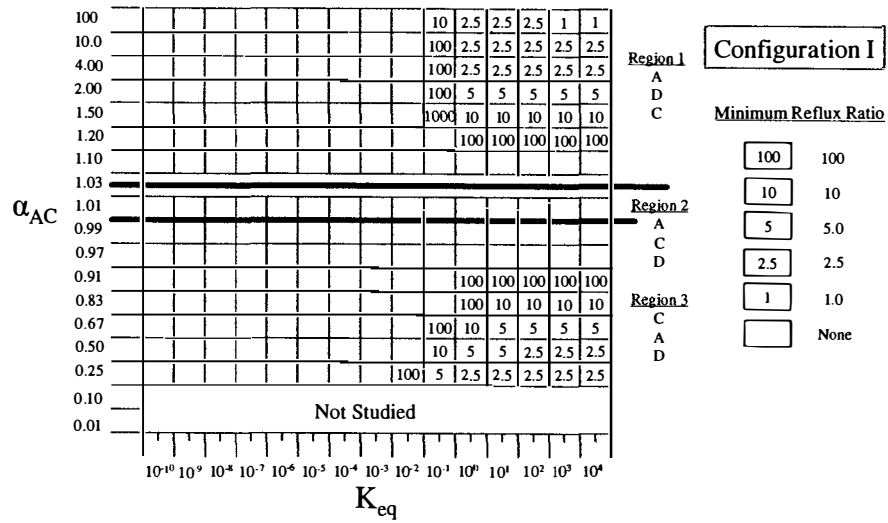 Configuration I
100 10 2.5 2.5 2.5 1 1
10.0 100 2.5 2.5 2.5 2.5 2.5
4.00 100 2.5 2.5 2.5 2.5 2.5
2.00 100 5 5 5 5 5
1.50 1000 10 10 10 10 10
1.20 100 100 100 100 100
1.10
1.03
1.01
0.99
0.97
0.91 100 100 100 100 100
0.83 100 10 10 10 10
0.67 100 10 5 5 5 5
0.50 10 5 5 2.5 2.5 2.5
0.25 100 5 2.5 2.5 2.5 2.5 2.5
0.10
0.01
Not Studied
αAC
10⁻¹⁰ 10⁻⁹ 10⁻⁸ 10⁻⁷ 10⁻⁶ 10⁻⁵ 10⁻⁴ 10⁻³ 10⁻² 10⁻¹ 10⁰ 10¹ 10² 10³ 10⁴
Keq
Region 1
A
D
C
Region 2
A
C
D
Region 3
C
A
D
Minimum Reflux Ratio
100 100
10 10
5 5.0
2.5 2.5
1 1.0
None